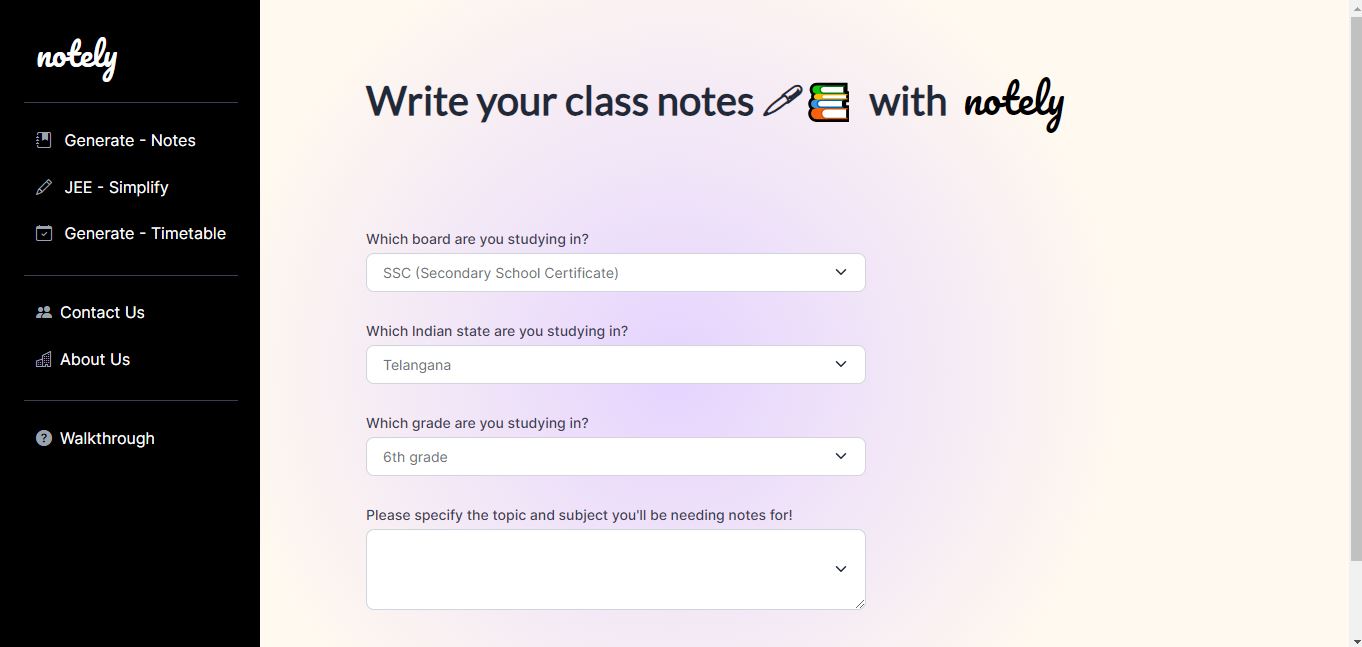 notely
Generate - Notes
JEE - Simplify
Generate - Timetable
Contact Us
About Us
Walkthrough
Write your class notes with notely
Which board are you studying in?
SSC (Secondary School Certificate)
Which Indian state are you studying in?
Telangana
Which grade are you studying in?
6th grade
Please specify the topic and subject you'll be needing notes for!